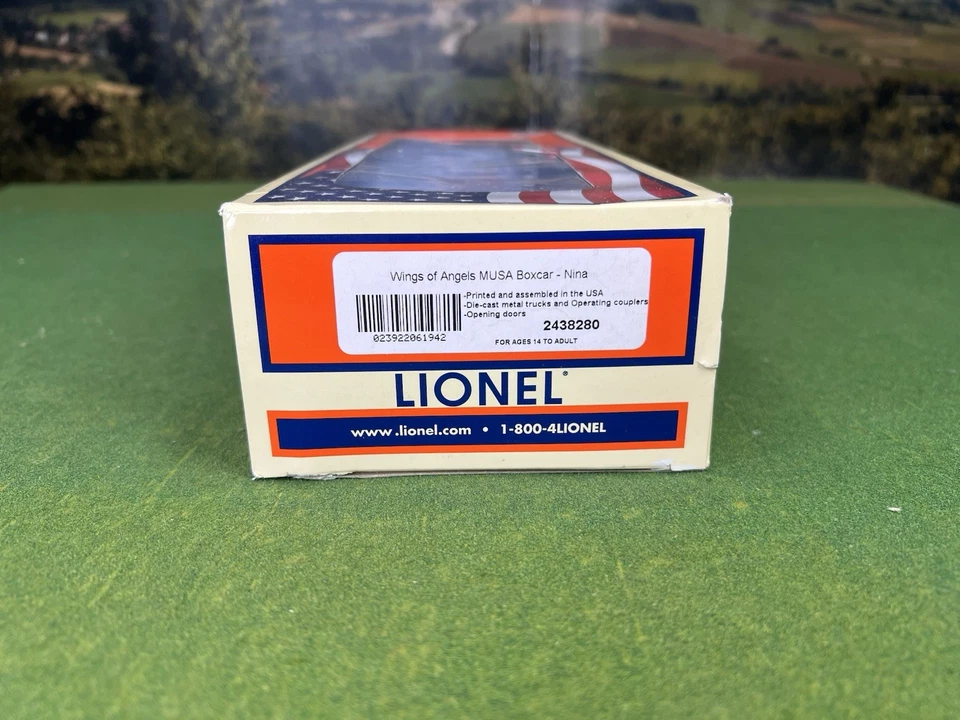 Wings of Angels MUSA Boxcar - Nina
-Printed and assembled in the USA
-Die-cast metal trucks and Operating couplers
-Opening doors
2438280
023922061942
FOR AGES 14 TO ADULT
LIONEL®
www.lionel.com • 1-800-4LIONEL